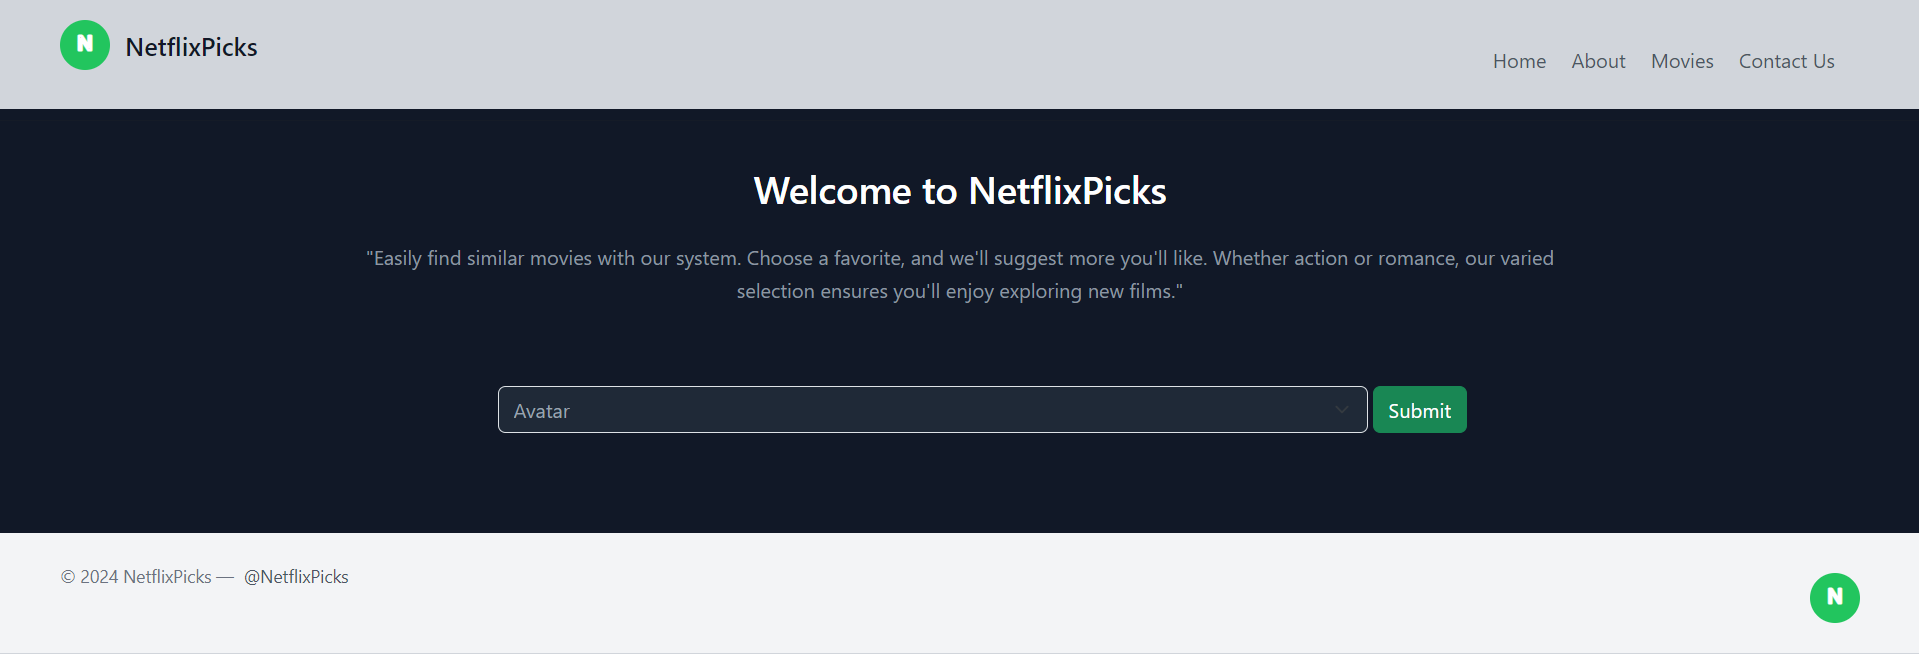 N NetflixPicks
Home About Movies Contact Us
Welcome to NetflixPicks
"Easily find similar movies with our system. Choose a favorite, and we'll suggest more you'll like. Whether action or romance, our varied
selection ensures you'll enjoy exploring new films."
Avatar
Submit
© 2024 NetflixPicks — @NetflixPicks
N